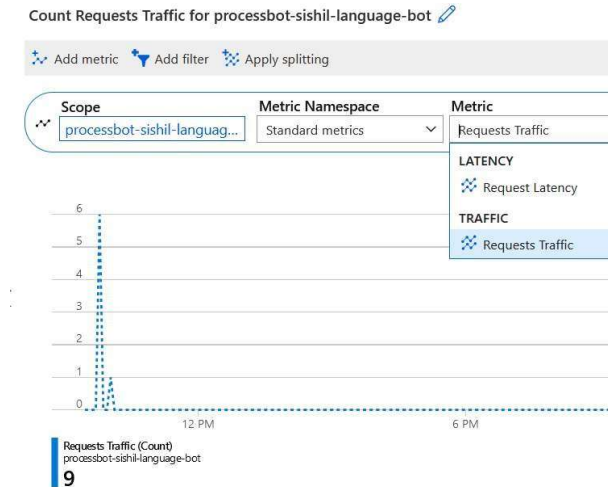 Count Requests Traffic for processbot-sishil-language-bot
Add metric Add filter Apply splitting
Scope Metric Namespace Metric
processbot-sishil-languag... Standard metrics Requests Traffic
LATENCY
Request Latency
TRAFFIC
Requests Traffic
6
5
4
3
2
1
0
12 PM 6 PM
Requests Traffic (Count)
processbot-sishil-language-bot
9